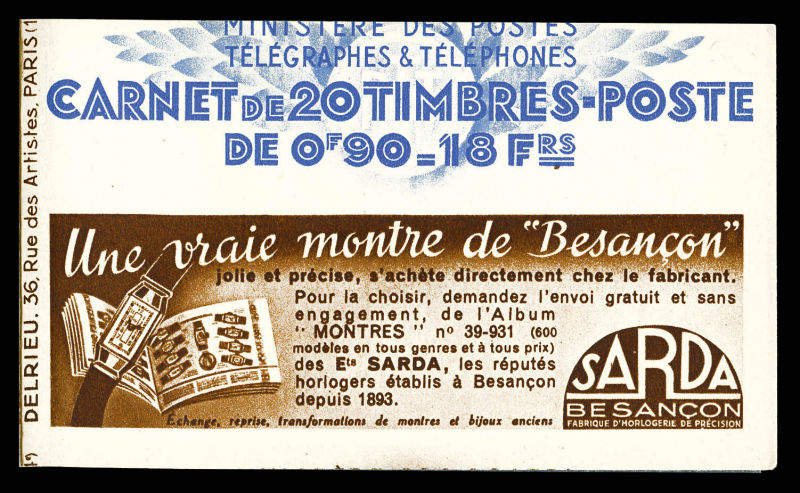 MINISTÈRE DES POSTES
TÉLÉGRAPHES & TÉLÉPHONES
CARNET DE 20 TIMBRES-POSTE
DE 0F90=18 FRS
DELRIEU. 36, Rue des Artistes. PARIS (1
Une vraie montre de "Besançon"
jolie et précise, s'achète directement chez le fabricant.
Pour la choisir, demandez l'envoi gratuit et sans
engagement, de l'Album
" MONTRES " nº 39-931 (600
modèles en tous genres et à tous prix)
des Ets SARDA, les réputés
horlogers établis à Besançon
depuis 1893.
Échange, reprise, transformations de montres et bijoux anciens
SARDA
BESANÇON
FABRIQUE D'HORLOGERIE DE PRÉCISION